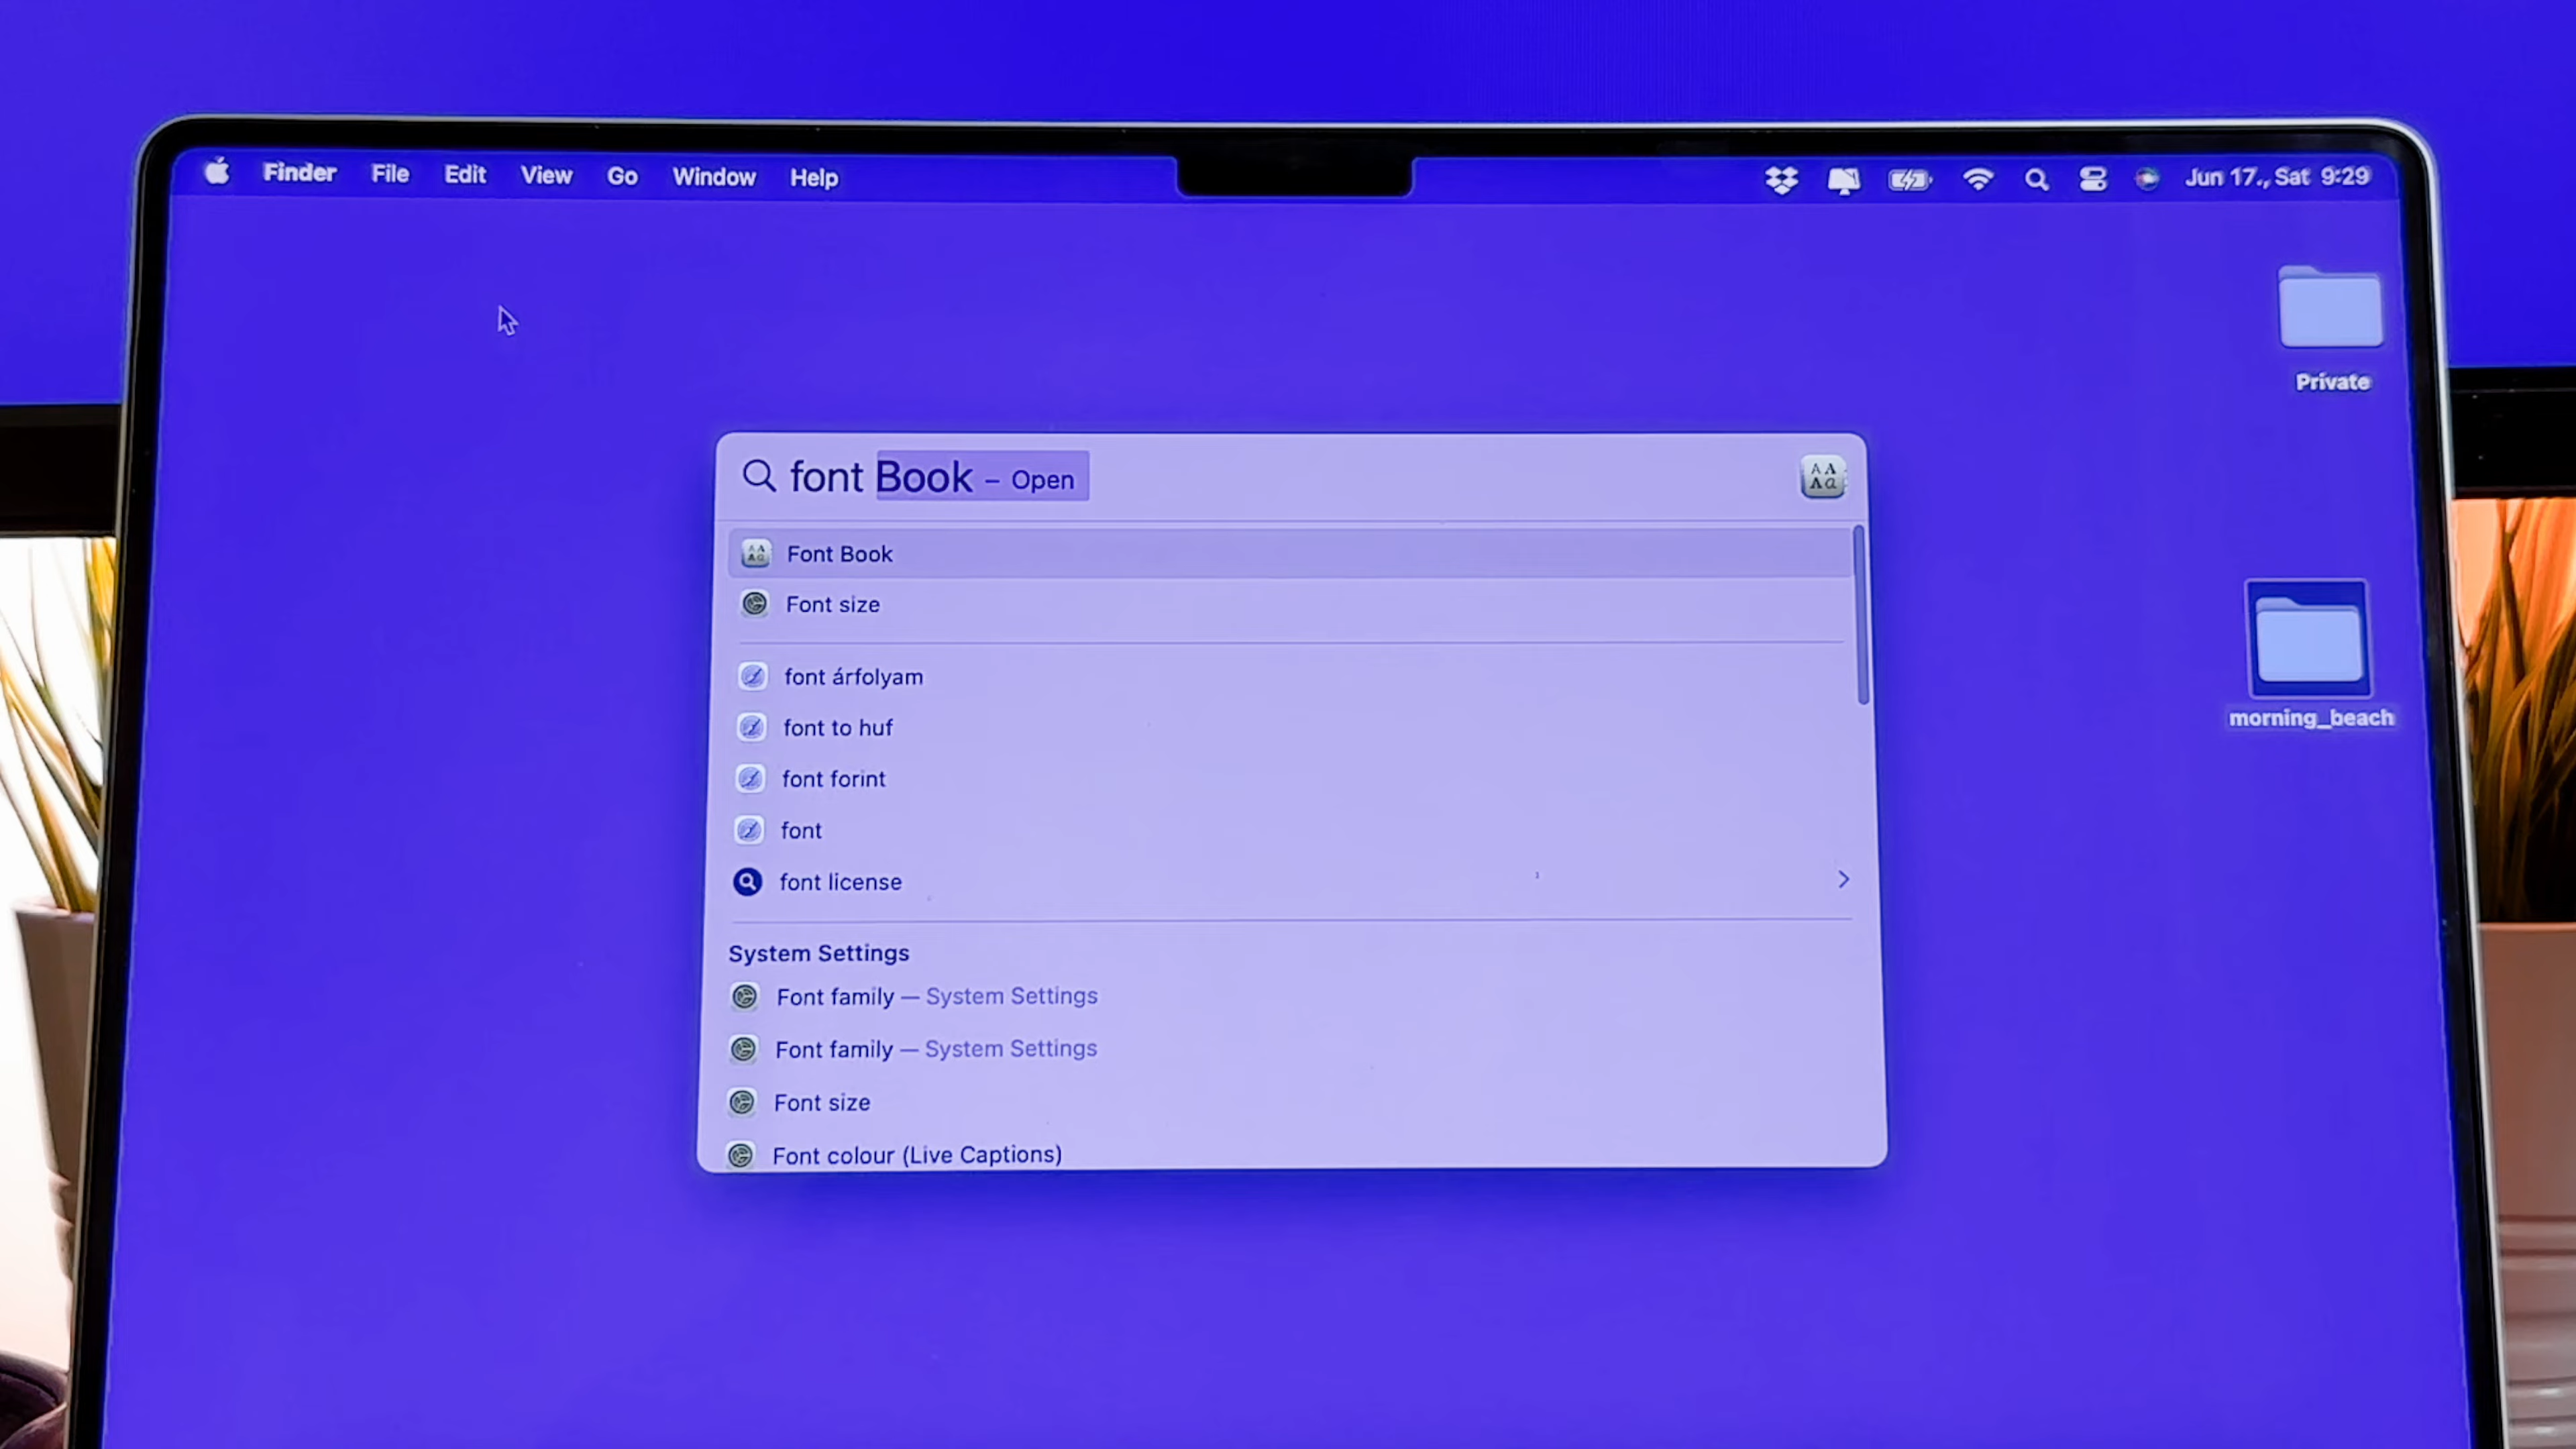 Finder File Edit View Go Window Help Jun 17., Sat 9:29
Private
font Book – Open
Font Book
Font size
font árfolyam
font to huf
font forint
font
font license
morning_beach
System Settings
Font family — System Settings
Font family — System Settings
Font size
Font colour (Live Captions)